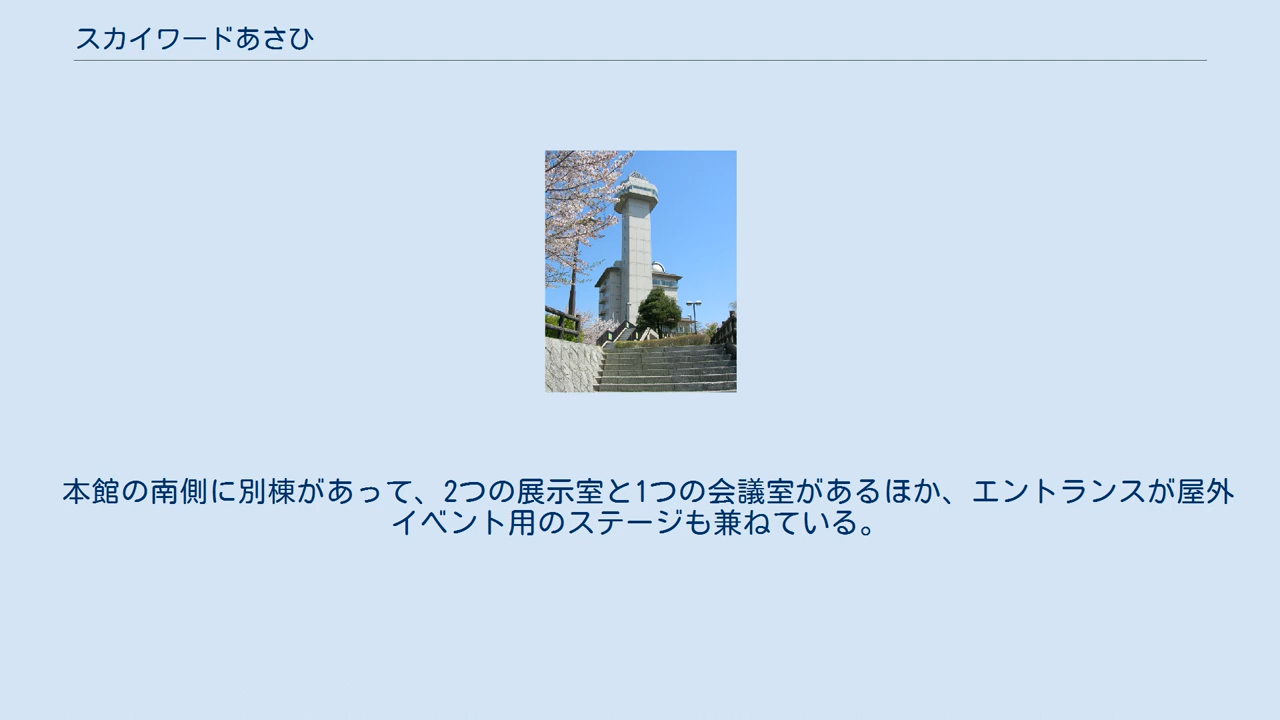 スカイワードあさひ
本館の南側に別棟があって、2つの展示室と1つの会議室があるほか、エントランスが屋外
イベント用のステージも兼ねている。